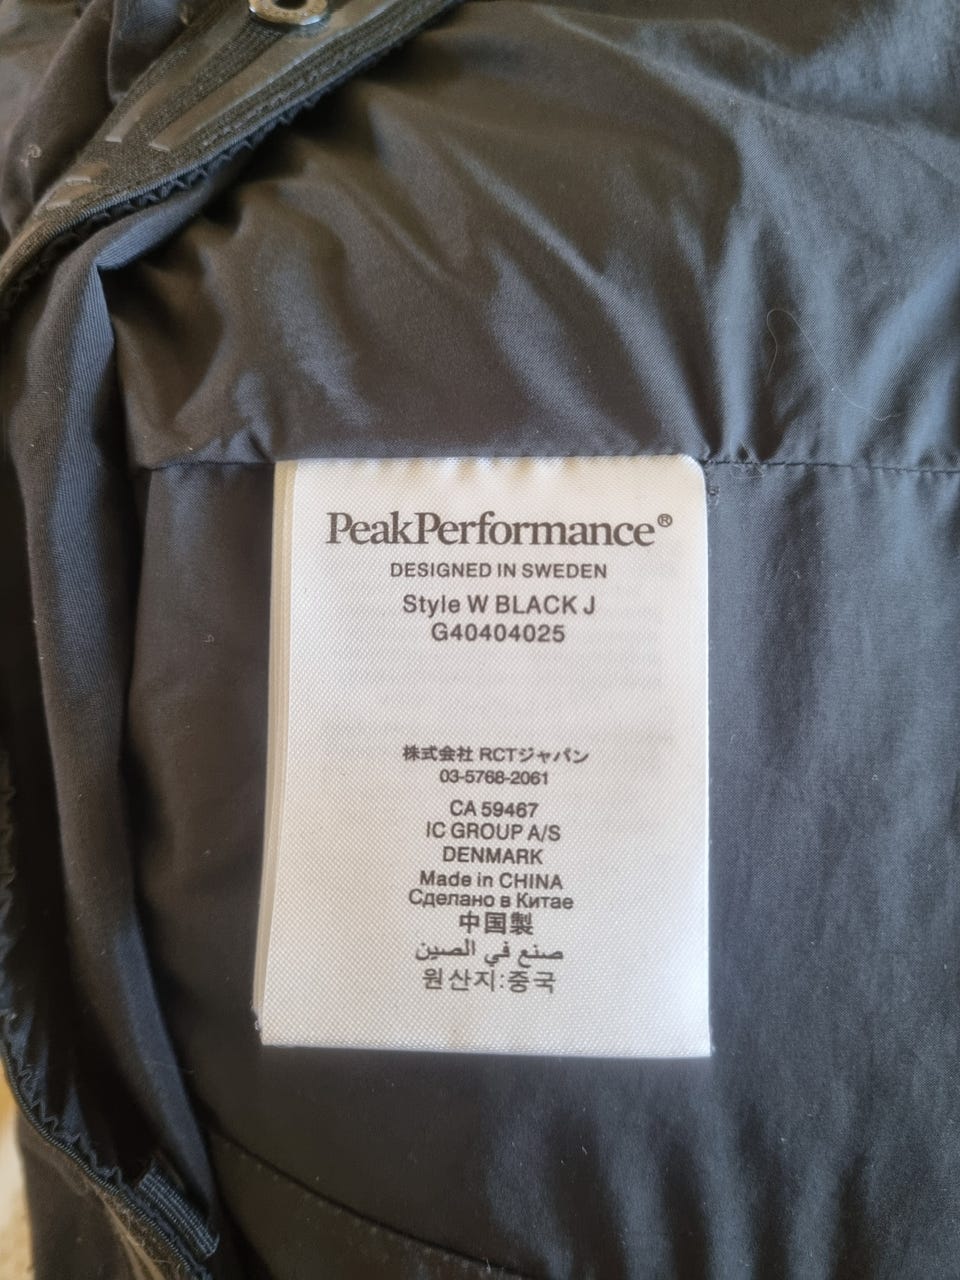 PeakPerformance®
DESIGNED IN SWEDEN
Style W BLACK J
G40404025
株式会社 RCTジャパン
03-5768-2061
CA 59467
IC GROUP A/S
DENMARK
Made in CHINA
Сделано в Китае
中国製
صنع في الصين
원산지:중국